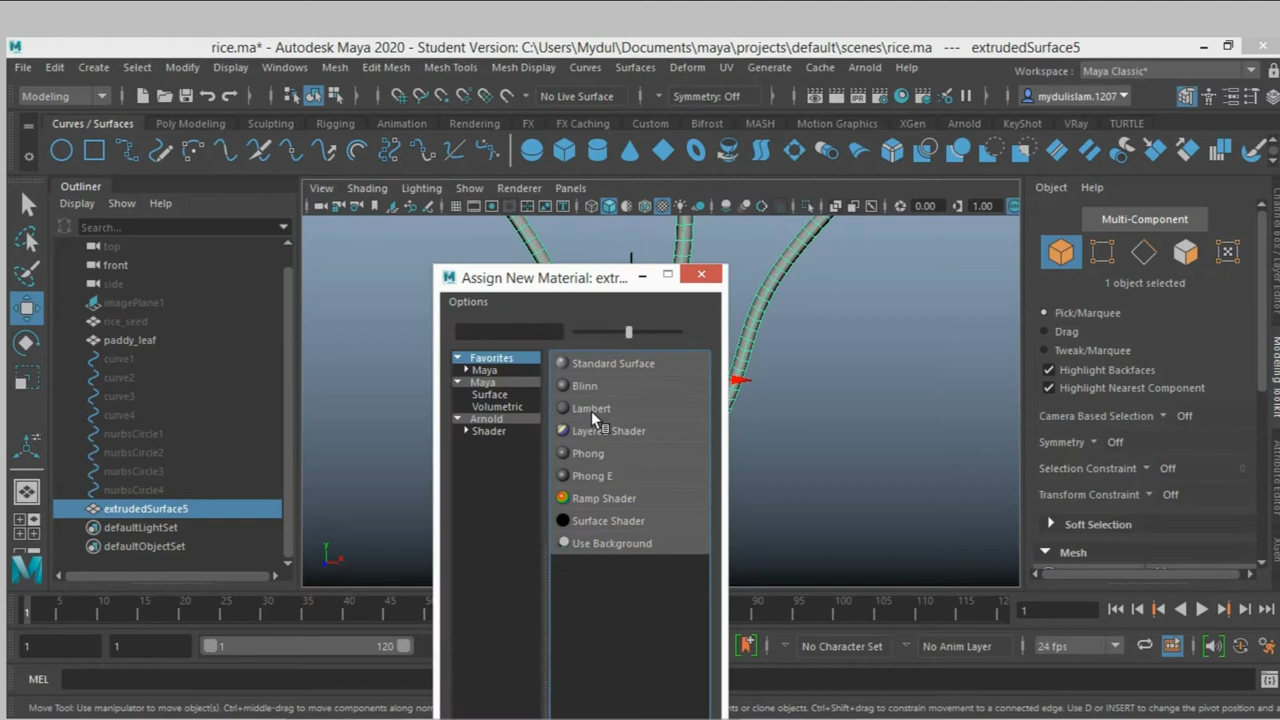 rice.ma* - Autodesk Maya 2020 - Student Version: C:\Users\Mydul\Documents\maya\projects\default\scenes\rice.ma --- extrudedSurface5
File Edit Create Select Modify Display Windows Mesh Edit Mesh Mesh Tools Mesh Display Curves Surfaces Deform UV Generate Cache Arnold Help Workspace : Maya Classic*
Modeling No Live Surface Symmetry: Off mydulislam.1207
Curves / Surfaces Poly Modeling Sculpting Rigging Animation Rendering FX FX Caching Custom Bifrost MASH Motion Graphics XGen Arnold KeyShot VRay TURTLE
Outliner
Display Show Help
Search...
top
front
side
imagePlane1
rice_seed
paddy_leaf
curve1
curve2
curve3
curve4
nurbsCircle1
nurbsCircle2
nurbsCircle3
nurbsCircle4
extrudedSurface5
defaultLightSet
defaultObjectSet
View Shading Lighting Show Renderer Panels
0.00 1.00
Assign New Material: extr...
Options
Favorites
Maya
Maya
Surface
Volumetric
Arnold
Shader
Standard Surface
Blinn
Lambert
Shader
Phong
Phong E
Ramp Shader
Surface Shader
Use Background
y
x
Object Help
Multi-Component
1 object selected
Pick/Marquee
Drag
Tweak/Marquee
Highlight Backfaces
Highlight Nearest Component
Camera Based Selection Off
Symmetry Off
Selection Constraint Off 0
Transform Constraint Off
Soft Selection
Mesh
Modeling Toolkit
5 10 15 20 25 30 35 40 45 90 95 100 105 110 115
1 1
1 1 1 120 No Character Set No Anim Layer 24 fps
MEL
Move Tool: Use manipulator to move object(s). Ctrl+middle-drag to move components along
or clone objects. Ctrl+Shift+drag to constrain movement to a connected edge. Use D or INSERT to change the pivot position and